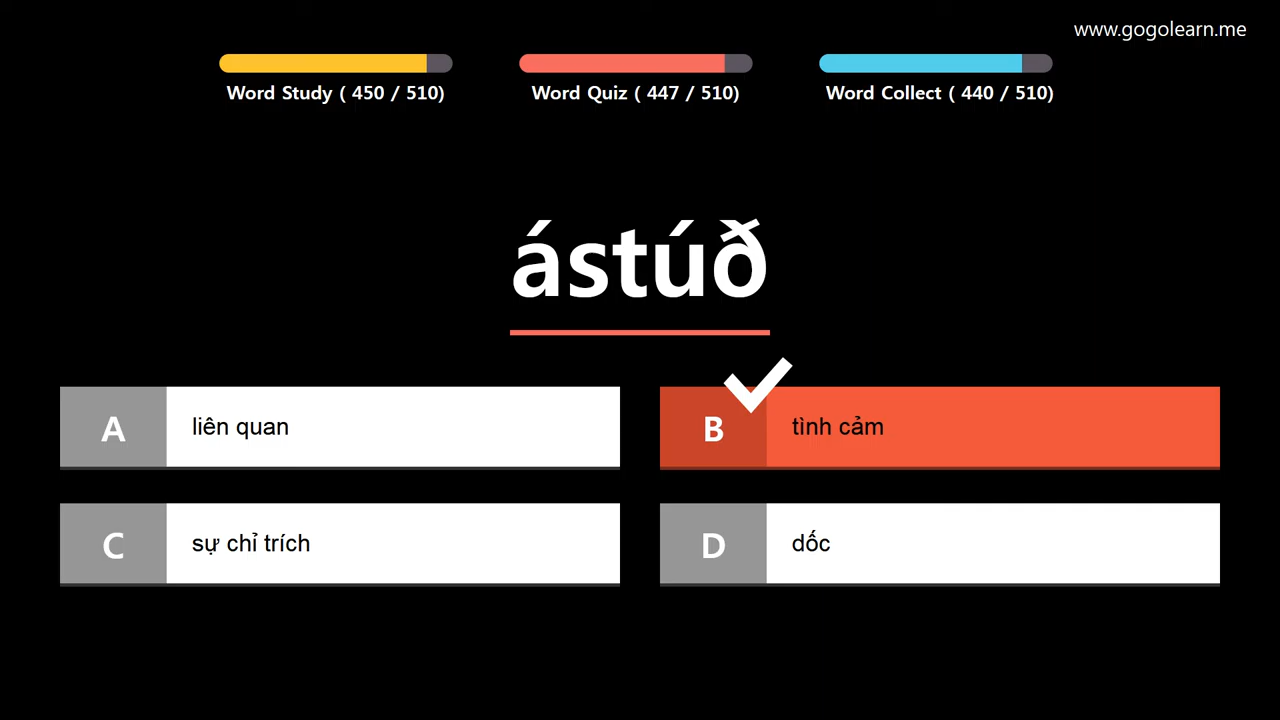 www.gogolearn.me
Word Study ( 450 / 510)
Word Quiz ( 447 / 510)
Word Collect ( 440 / 510)
ástúð
A liên quan
B tình cảm
C sự chỉ trích
D dốc